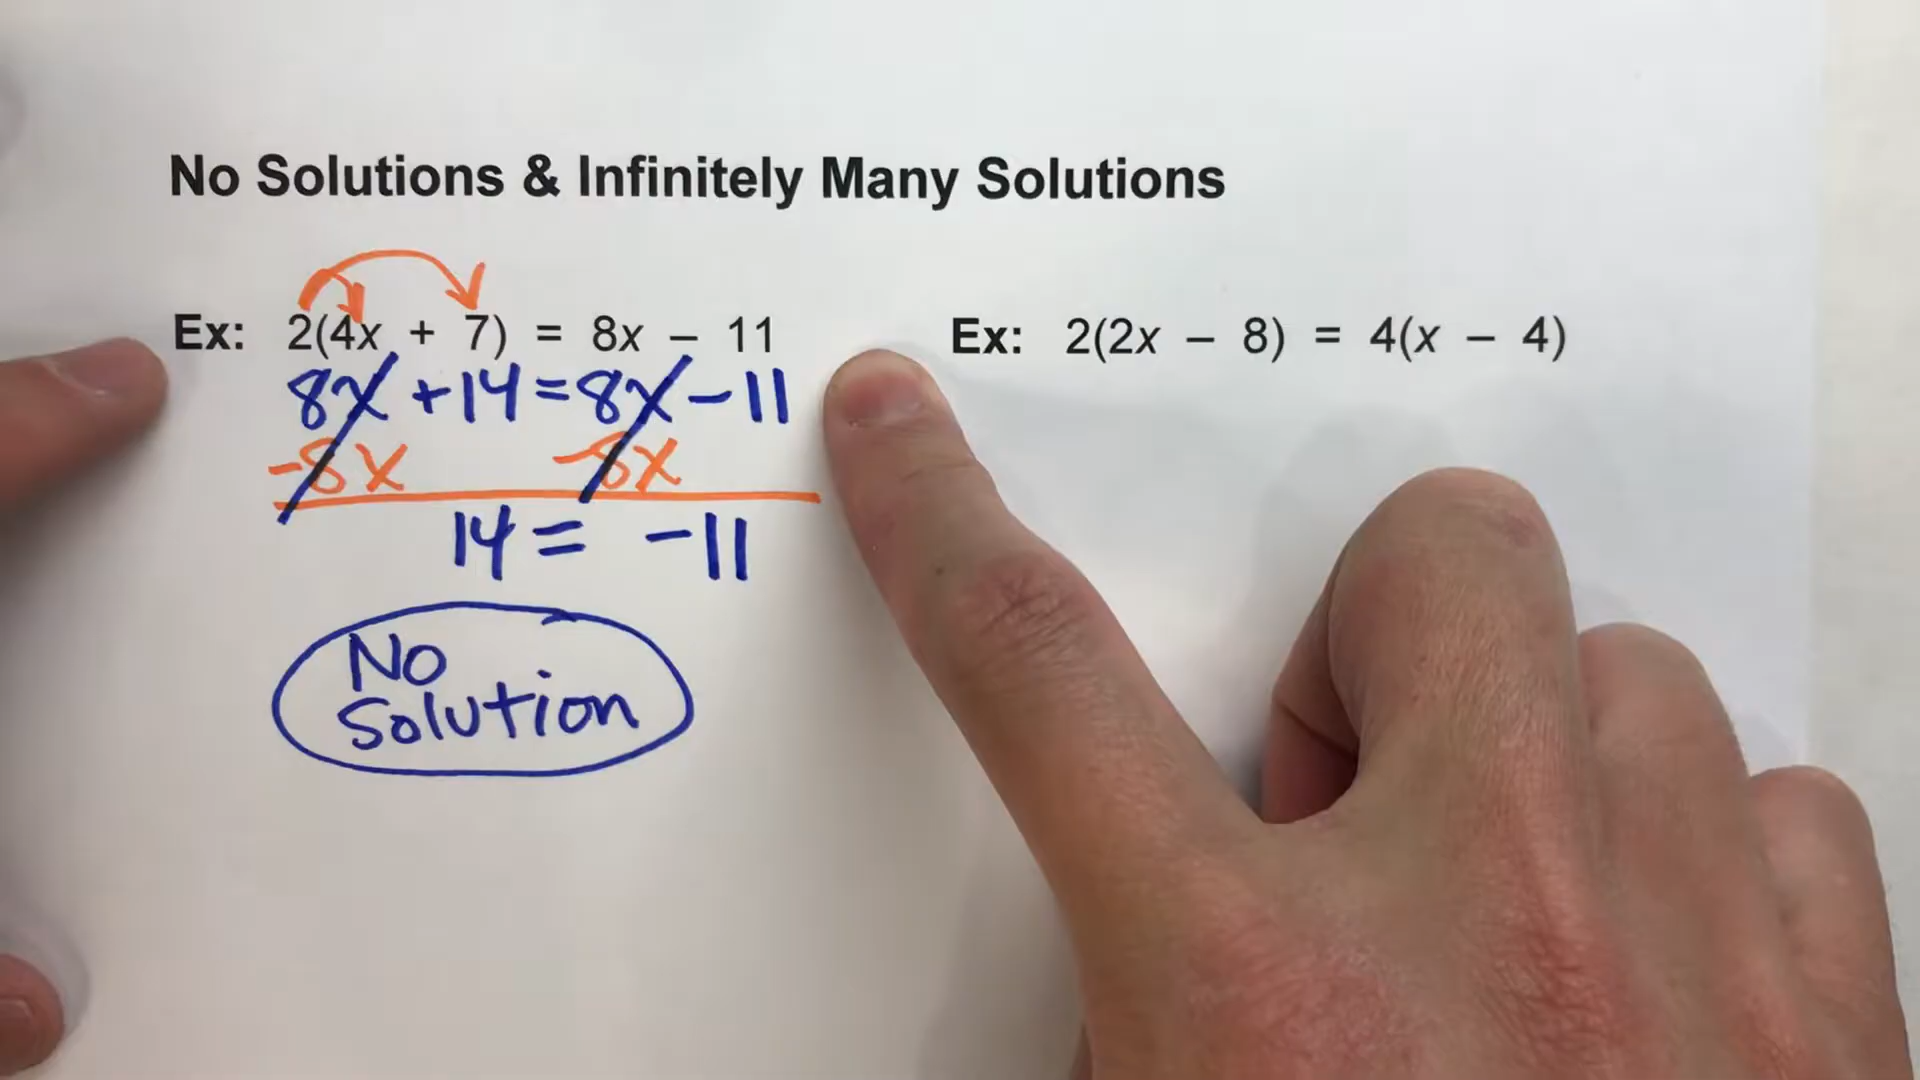 No Solutions & Infinitely Many Solutions
Ex: 2(4x + 7) = 8x – 11
8x + 14 = 8x – 11
-8x -8x
14 = -11
No
Solution
Ex: 2(2x – 8) = 4(x – 4)